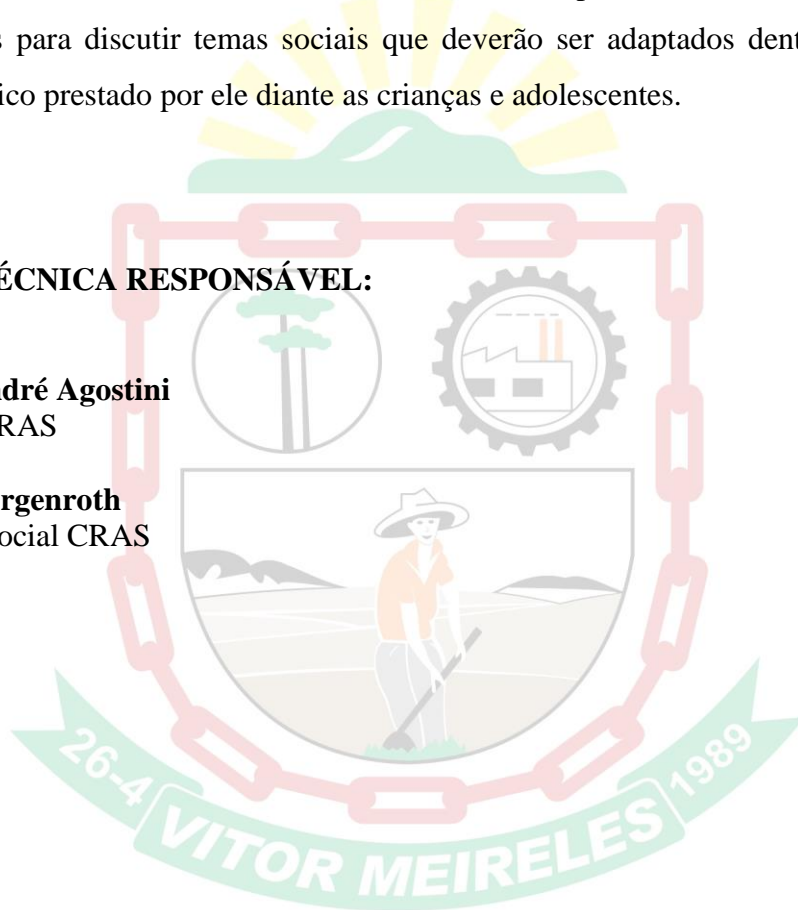 s para discutir temas sociais que deverão ser adaptados dent
ico prestado por ele diante as crianças e adolescentes.
ÉCNICA RESPONSÁVEL:
dré Agostini
RAS
rgenroth
ocial CRAS
26-4 VITOR MEIRELES 1989